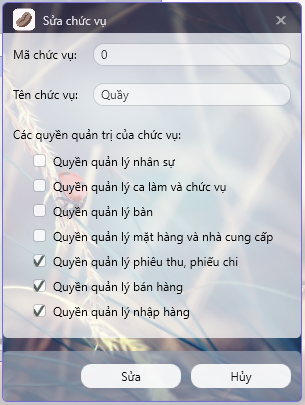 Sửa chức vụ
Mã chức vụ: 0
Tên chức vụ: Quầy
Các quyền quản trị của chức vụ:
Quyền quản lý nhân sự
Quyền quản lý ca làm và chức vụ
Quyền quản lý bàn
Quyền quản lý mặt hàng và nhà cung cấp
Quyền quản lý phiêu thu, phiếu chi
Quyền quản lý bán hàng
Quyền quản lý nhập hàng
Sửa Hủy